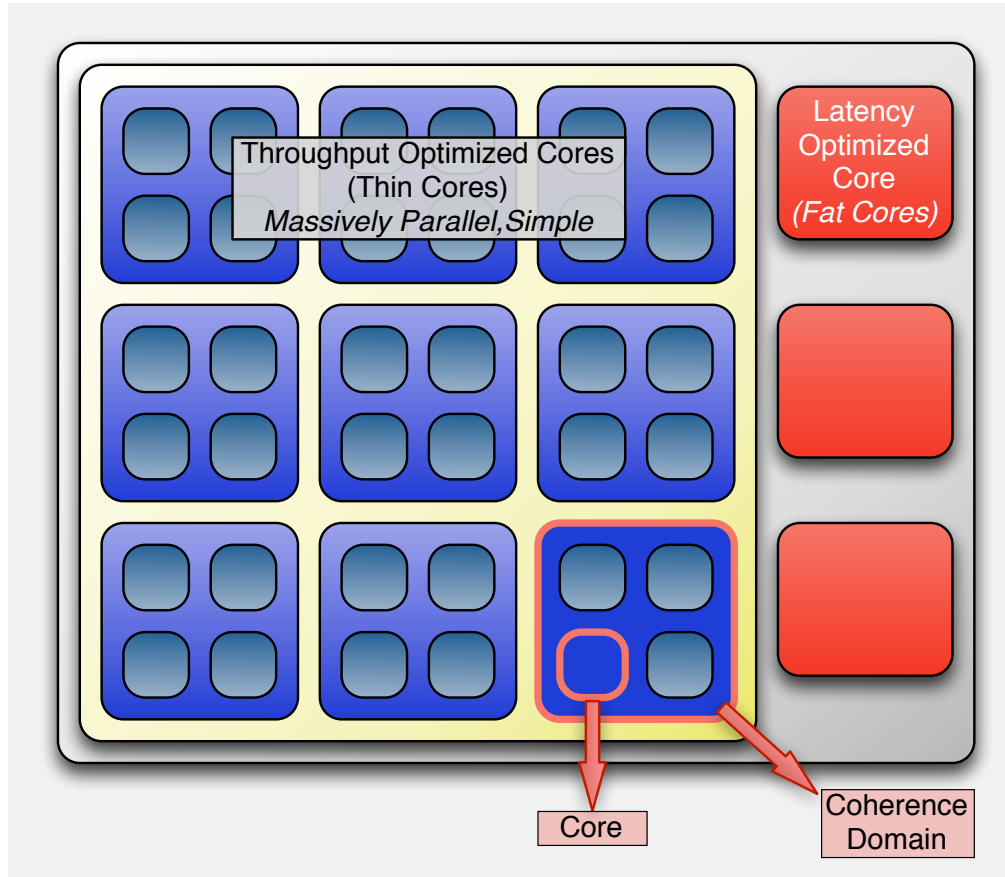 Throughput Optimized Cores
(Thin Cores)
Massively Parallel,Simple
Latency
Optimized
Core
(Fat Cores)
Core
Coherence
Domain